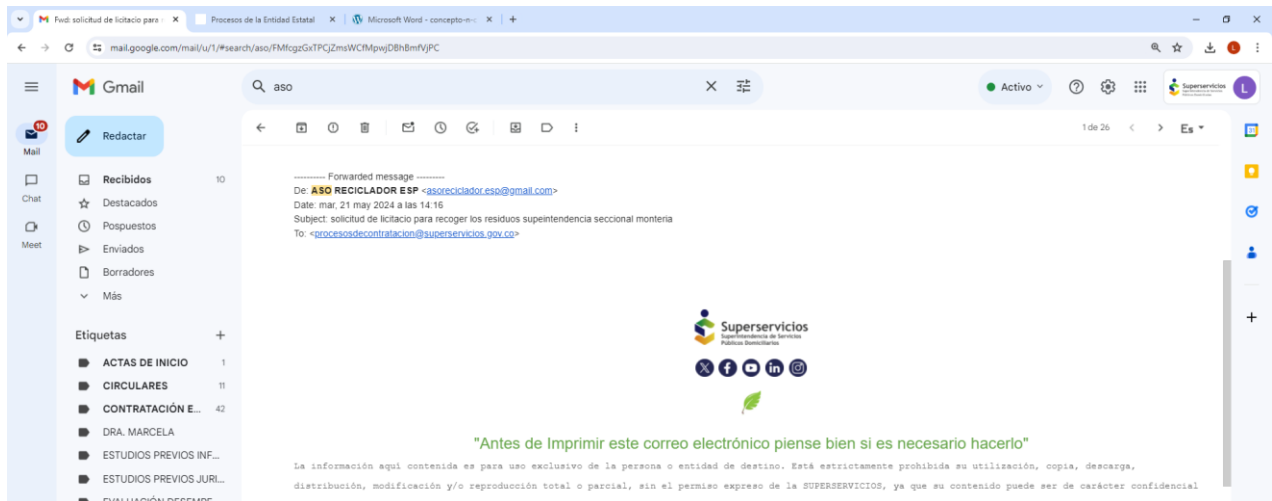 Fwd: solicitud de licitacio para
Procesos de la Entidad Estatal
Microsoft Word - concepto-n-c
mail.google.com/mail/u/1/#search/aso/FMfcgzGxTPCjZmsWCfMpwjDBhBmfVjPC
L
Gmail
aso
Activo
Superservicios
L
10
Mail
Chat
Meet
Redactar
1 de 26
Es
Recibidos 10
Destacados
Pospuestos
Enviados
Borradores
Más
Etiquetas
ACTAS DE INICIO 1
CIRCULARES 11
CONTRATACIÓN E... 42
DRA. MARCELA
ESTUDIOS PREVIOS INF...
ESTUDIOS PREVIOS JURI...
EVALUACIÓN DESEMPE
---------- Forwarded message ---------
De: ASO RECICLADOR ESP <asoreciclador.esp@gmail.com>
Date: mar, 21 may 2024 a las 14:16
Subject: solicitud de licitacio para recoger los residuos supeintendencia seccional monteria
To: <procesosdecontratacion@superservicios.gov.co>
Superservicios
Superintendencia de Servicios
Públicos Domiciliarios
"Antes de Imprimir este correo electrónico piense bien si es necesario hacerlo"
La información aquí contenida es para uso exclusivo de la persona o entidad de destino. Está estrictamente prohibida su utilización, copia, descarga,
distribución, modificación y/o reproducción total o parcial, sin el permiso expreso de la SUPERSERVICIOS, ya que su contenido puede ser de carácter confidencial